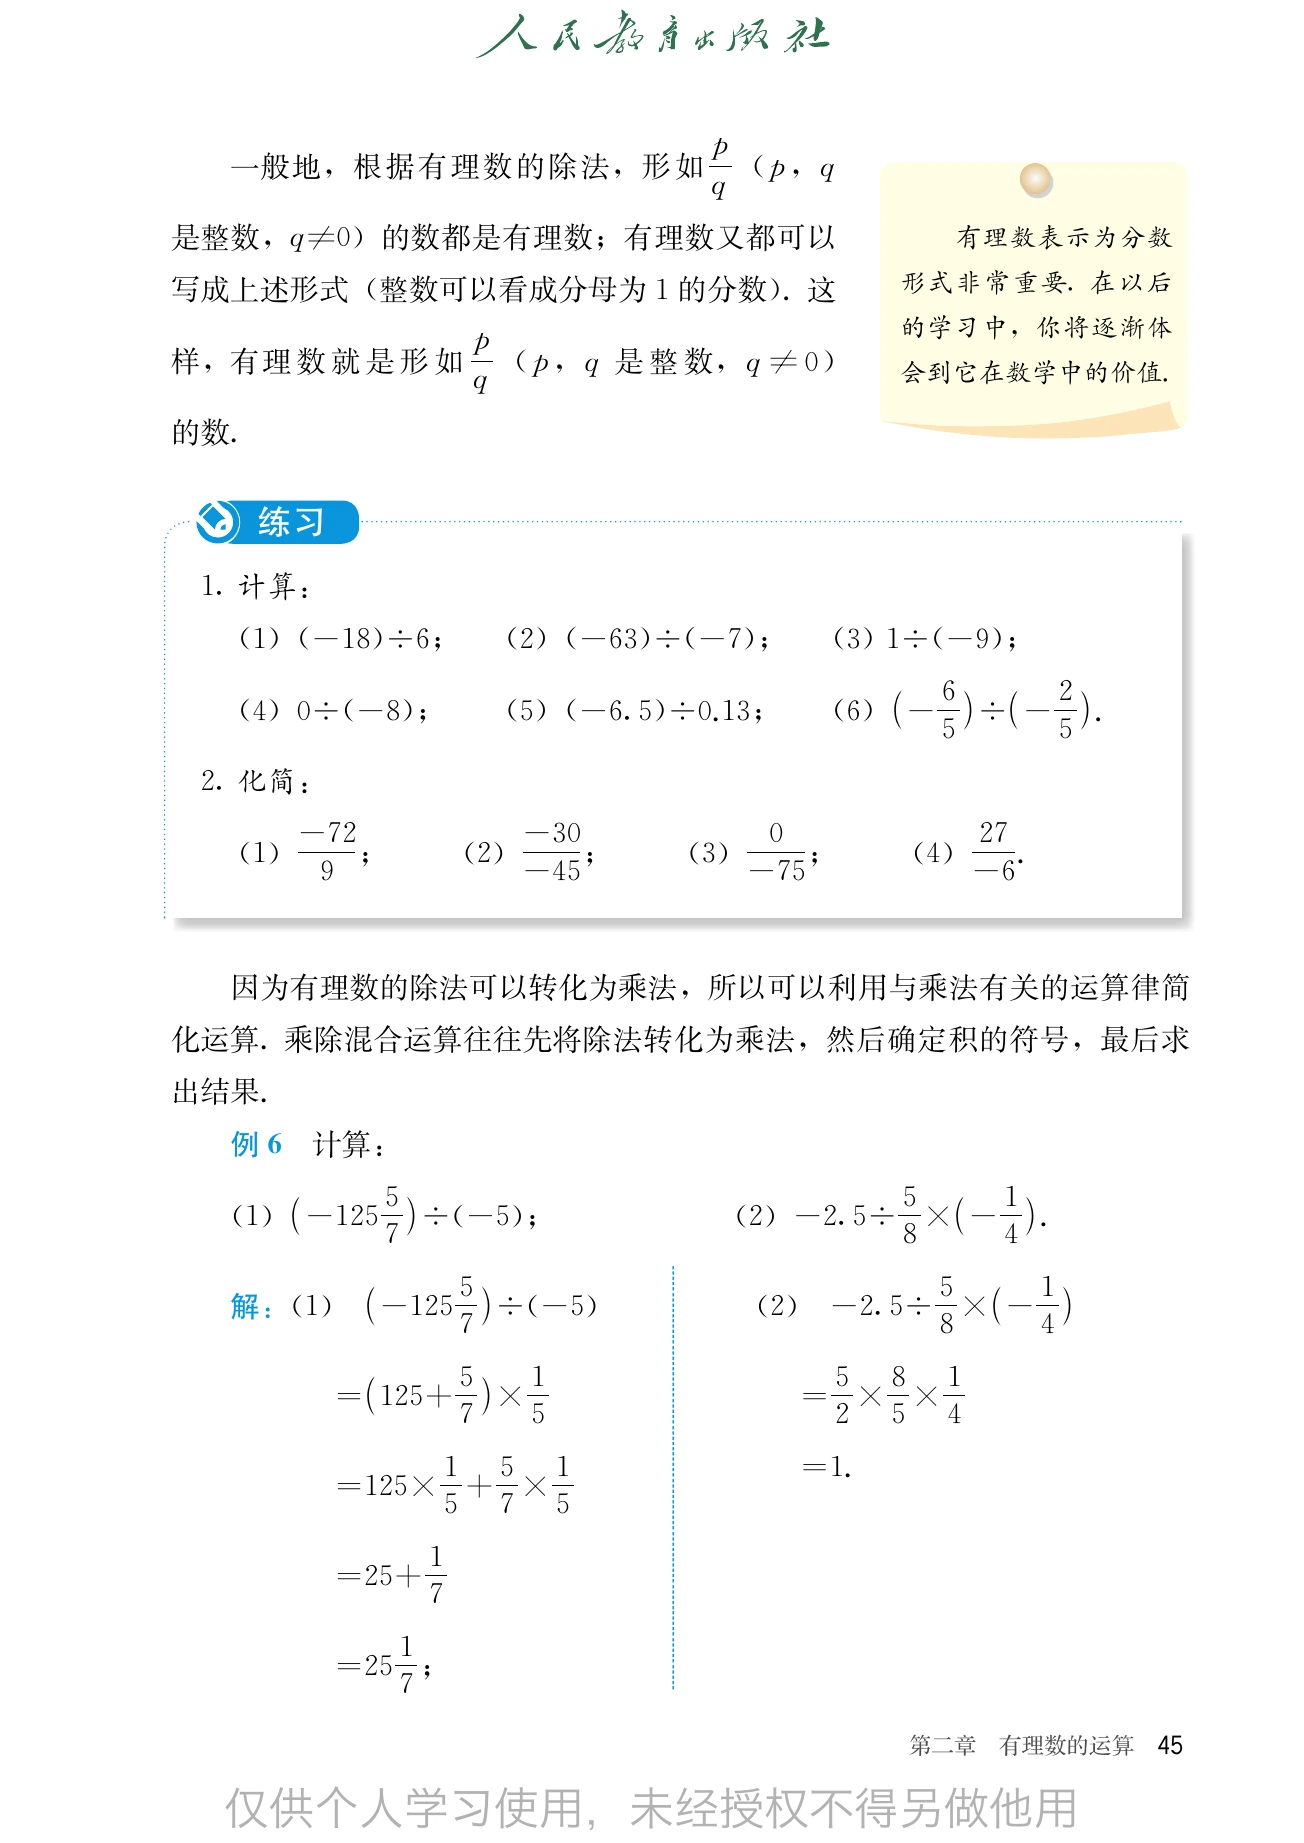 人民教育出版社
一般地，根据有理数的除法，形如p/q（p，q
是整数，q≠0）的数都是有理数；有理数又都可以
写成上述形式（整数可以看成分母为1的分数）. 这
样，有理数就是形如p/q（p，q 是整数，q≠0）
的数.
有理数表示为分数
形式非常重要. 在以后
的学习中，你将逐渐体
会到它在数学中的价值.
练习
1. 计算：
（1）(－18)÷6； （2）(－63)÷(－7)； （3）1÷(－9)；
（4）0÷(－8)； （5）(－6.5)÷0.13； （6）(－6/5)÷(－2/5).
2. 化简：
（1）－72/9； （2）－30/－45； （3）0/－75； （4）27/－6.
因为有理数的除法可以转化为乘法，所以可以利用与乘法有关的运算律简
化运算. 乘除混合运算往往先将除法转化为乘法，然后确定积的符号，最后求
出结果.
例6 计算：
（1）(－125 5/7)÷(－5)； （2）－2.5÷5/8×(－1/4).
解：（1） (－125 5/7)÷(－5)
＝(125＋5/7)×1/5
＝125×1/5＋5/7×1/5
＝25＋1/7
＝25 1/7；
（2） －2.5÷5/8×(－1/4)
＝5/2×8/5×1/4
＝1.
第二章 有理数的运算 45
仅供个人学习使用，未经授权不得另做他用